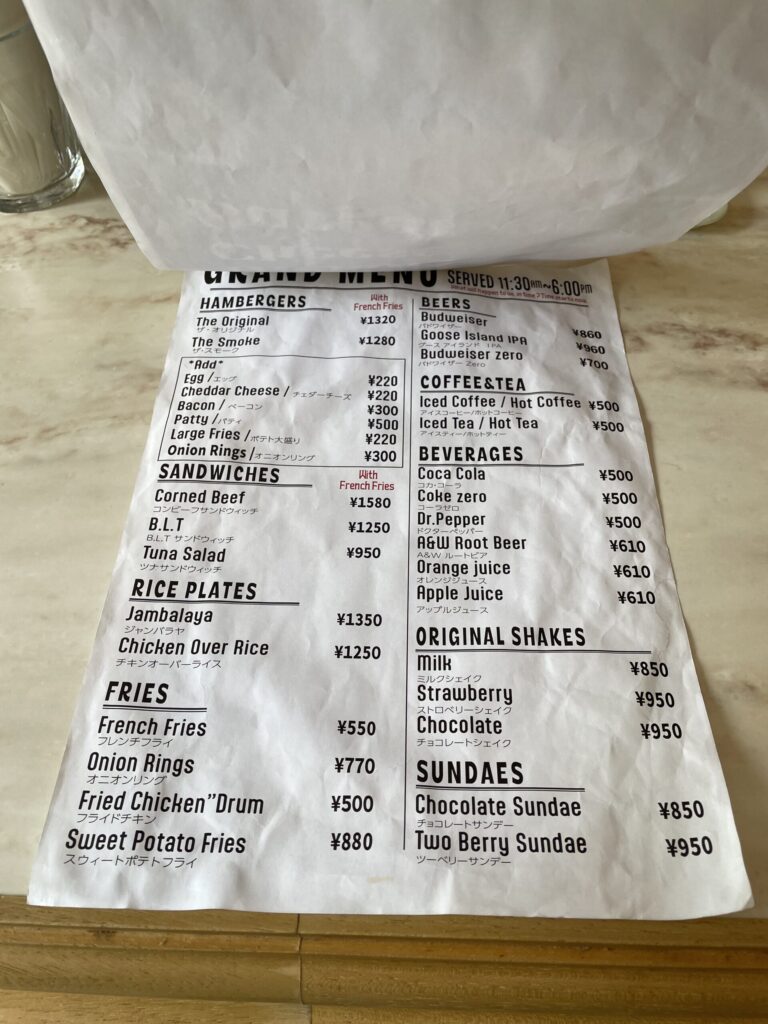 GRAND MENU SERVED 11:30am~6:00pm
HAMBERGERS With French Fries
The Original ¥1320
ザ・オリジナル
The Smoke ¥1280
ザ・スモーク
*Add*
Egg /エッグ ¥220
Cheddar Cheese / チェダーチーズ ¥220
Bacon / ベーコン ¥300
Patty /パティ ¥500
Large Fries /ポテト大盛り ¥220
Onion Rings /オニオンリング ¥300
SANDWICHES With French Fries
Corned Beef ¥1580
コンビーフサンドウィッチ
B.L.T ¥1250
B.L.T サンドウィッチ
Tuna Salad ¥950
ツナサンドウィッチ
RICE PLATES
Jambalaya ¥1350
ジャンバラヤ
Chicken Over Rice ¥1250
チキンオーバーライス
FRIES
French Fries ¥550
フレンチフライ
Onion Rings ¥770
オニオンリング
Fried Chicken"Drum ¥500
フライドチキン
Sweet Potato Fries ¥880
スウィートポテトフライ
BEERS
Budweiser ¥860
バドワイザー
Goose Island IPA ¥960
グース アイランド IPA
Budweiser zero ¥700
バドワイザー Zero
COFFEE&TEA
Iced Coffee / Hot Coffee ¥500
アイスコーヒー/ホットコーヒー
Iced Tea / Hot Tea ¥500
アイスティー/ホットティー
BEVERAGES
Coca Cola ¥500
コカ・コーラ
Coke zero ¥500
コーラゼロ
Dr.Pepper ¥500
ドクターペッパー
A&W Root Beer ¥610
A&W ルートビア
Orange juice ¥610
オレンジジュース
Apple Juice ¥610
アップルジュース
ORIGINAL SHAKES
Milk ¥850
ミルクシェイク
Strawberry ¥950
ストロベリーシェイク
Chocolate ¥950
チョコレートシェイク
SUNDAES
Chocolate Sundae ¥850
チョコレートサンデー
Two Berry Sundae ¥950
ツーベリーサンデー